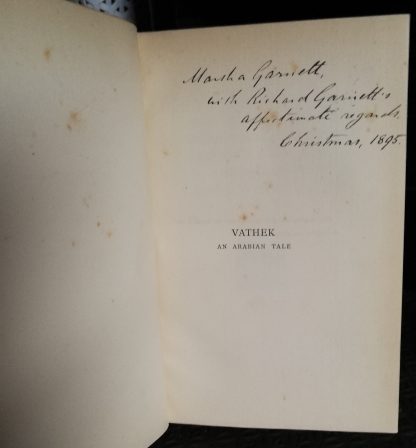 Martha Garnett,
with Richard Garnett's
affectionate regards.
Christmas, 1895.
VATHEK
AN ARABIAN TALE